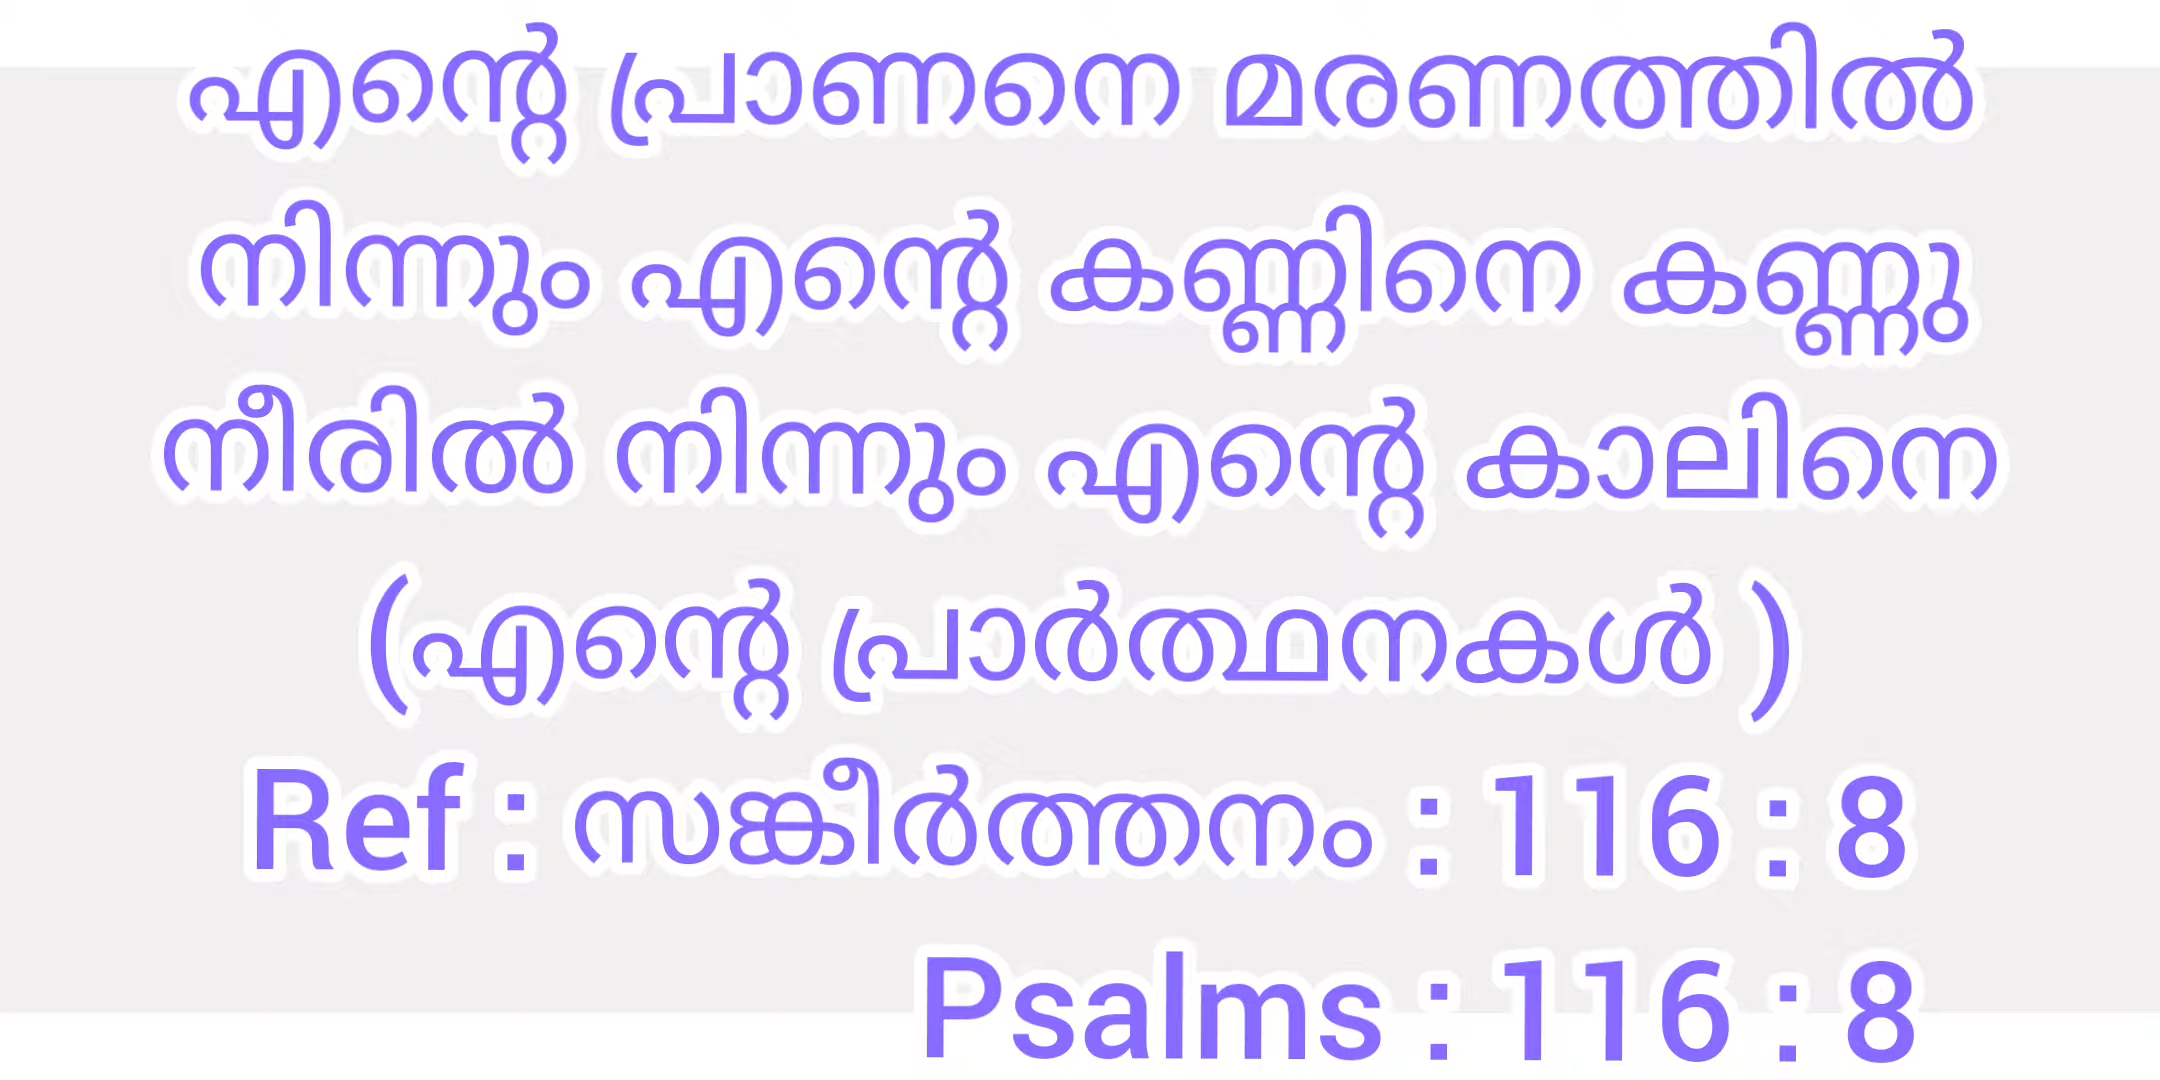 എന്റെ പ്രാണനെ മരണത്തിൽ
നിന്നും എന്റെ കണ്ണിനെ കണ്ണു
നീരിൽ നിന്നും എന്റെ കാലിനെ
(എന്റെ പ്രാർത്ഥനകൾ )
Ref : സങ്കീർത്തനം : 116 : 8
Psalms : 116 : 8